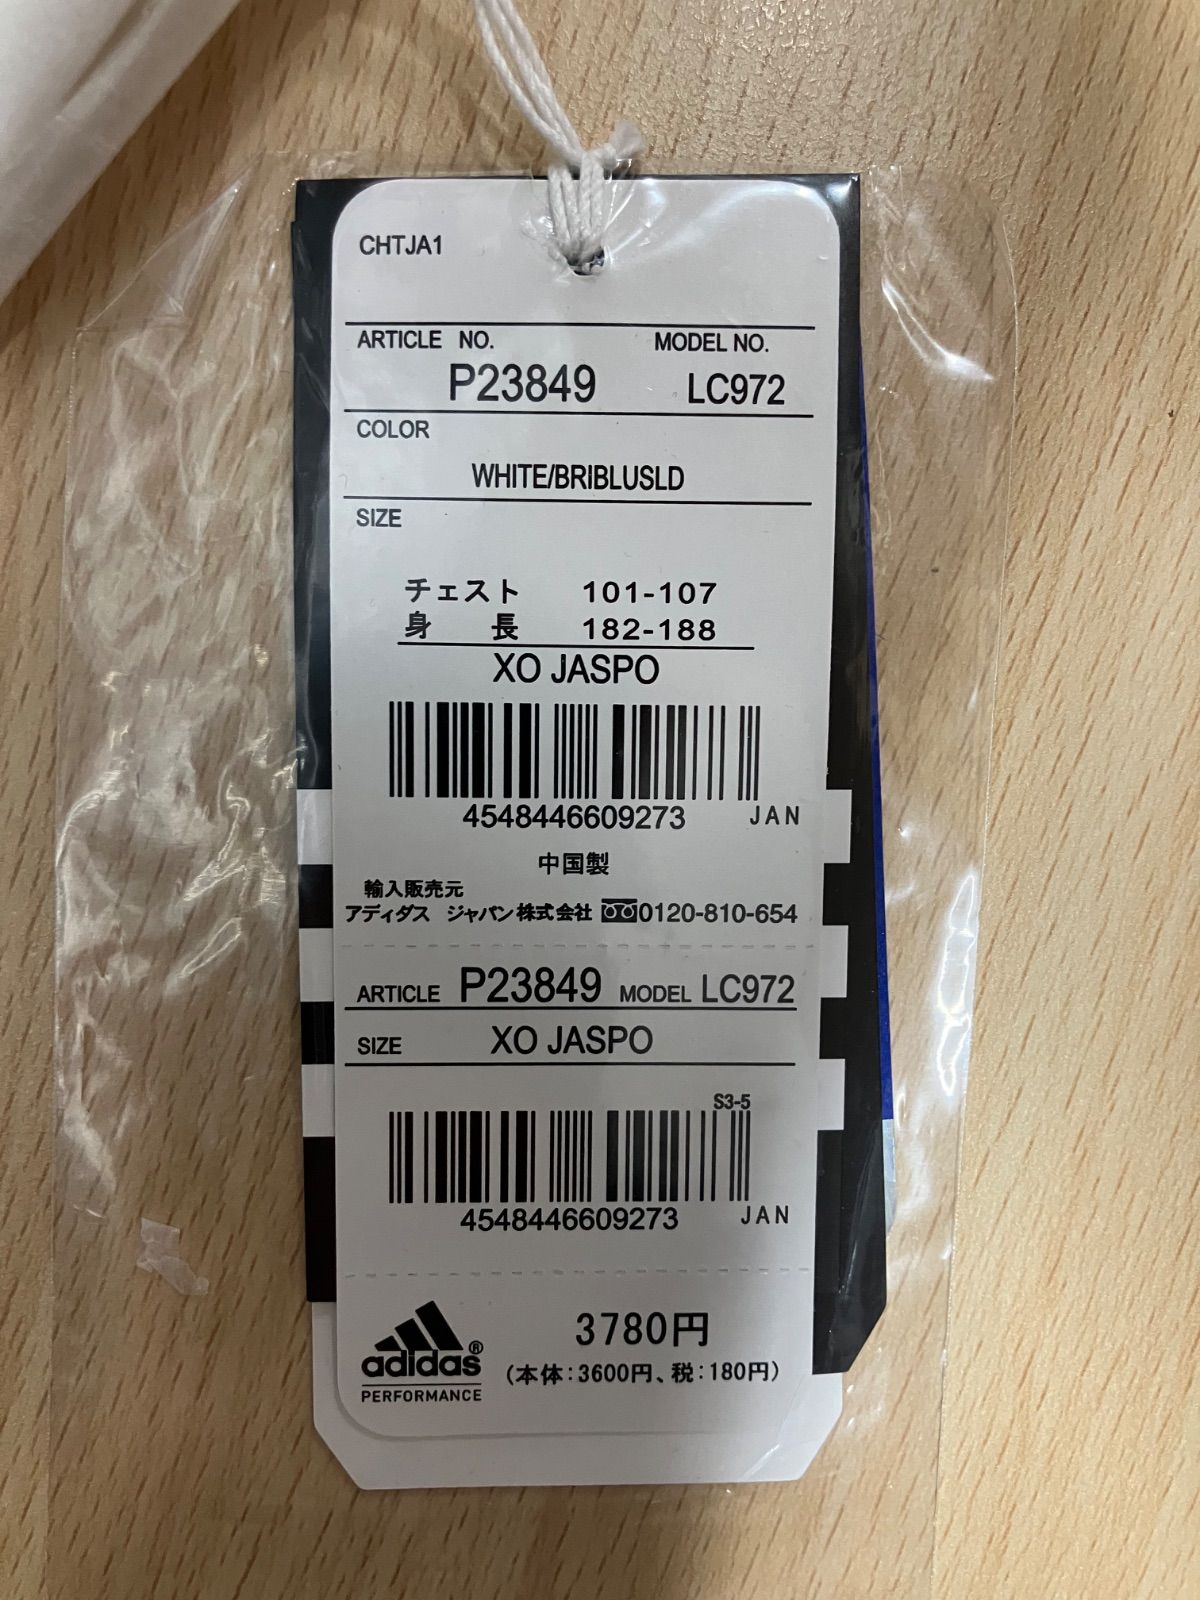 CHTJA1
ARTICLE NO. MODEL NO.
P23849 LC972
COLOR
WHITE/BRIBLUSLD
SIZE
チェスト 101-107
身長 182-188
XO JASPO
4548446609273 JAN
中国製
輸入販売元
アディダス ジャパン株式会社 0120-810-654
ARTICLE P23849 MODEL LC972
SIZE XO JASPO
S3-5
4548446609273 JAN
adidas®
PERFORMANCE
3780円
(本体:3600円、税:180円)